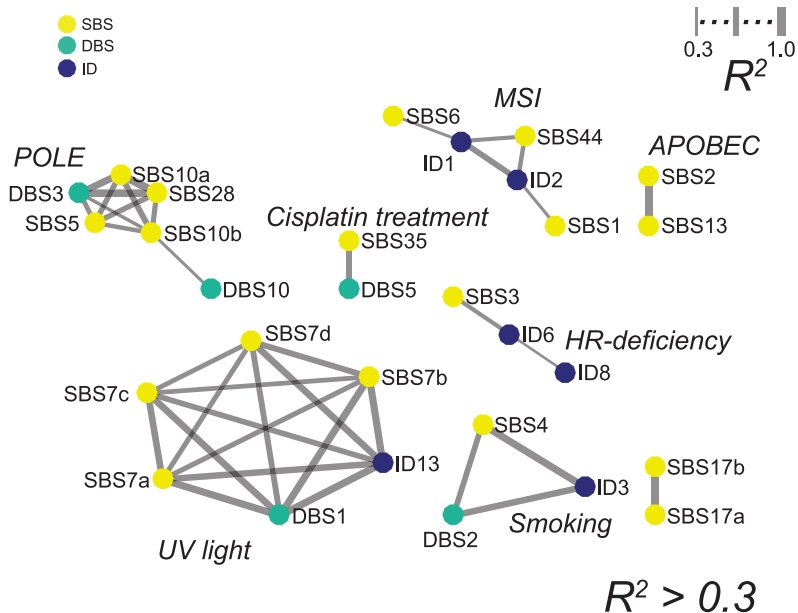 SBS
DBS
ID
0.3
1.0
R²
MSI
SBS6
SBS44
ID1
ID2
SBS1
APOBEC
SBS2
SBS13
POLE
SBS10a
DBS3
SBS28
SBS5
SBS10b
DBS10
Cisplatin treatment
SBS35
DBS5
SBS3
ID6
HR-deficiency
ID8
SBS7d
SBS7b
SBS7c
SBS7a
ID13
DBS1
UV light
SBS4
ID3
DBS2
Smoking
SBS17b
SBS17a
R² > 0.3